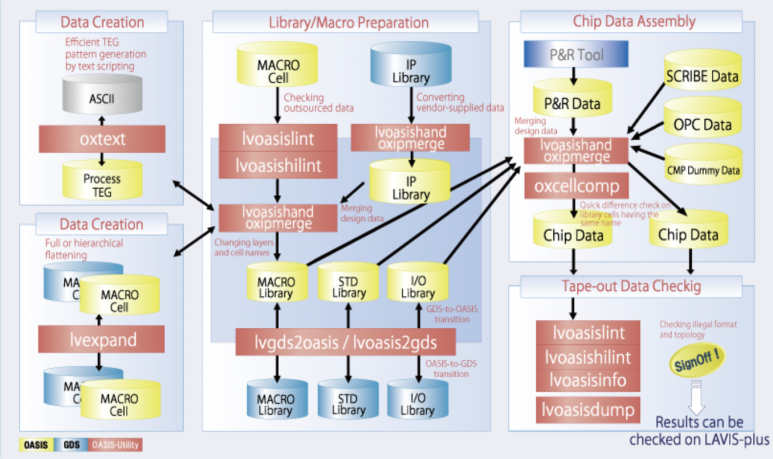 Data Creation
Efficient TEG
pattern generation
by text scripting
ASCII
oxtext
Process
TEG
Data Creation
Full or hierarchical
flattening
MA
C
MACRO
Cell
lvexpand
MA
C
MACRO
Cell
OASIS GDS OASIS-Utility
Library/Macro Preparation
MACRO
Cell
IP
Library
Checking
outsourced data
Converting
vendor-supplied data
lvoasislint
lvoasishilint
lvoasishand
oxipmerge
IP
Library
lvoasishand
oxipmerge
Merging
design data
Changing layers
and cell names
MACRO
Library
STD
Library
I/O
Library
GDS-to-OASIS
transition
lvgds2oasis / lvoasis2gds
OASIS-to-GDS
transition
MACRO
Library
STD
Library
I/O
Library
Chip Data Assembly
P&R Tool
P&R Data
SCRIBE Data
OPC Data
CMP Dummy Data
Merging
design data
lvoasishand
oxipmerge
oxcellcomp
Quick difference check on
library cells having the
same name
Chip Data
Chip Data
Tape-out Data Checkig
lvoasislint
lvoasishilint
lvoasisinfo
lvoasisdump
Checking illegal format
and topology
SignOff !
Results can be
checked on LAVIS-plus